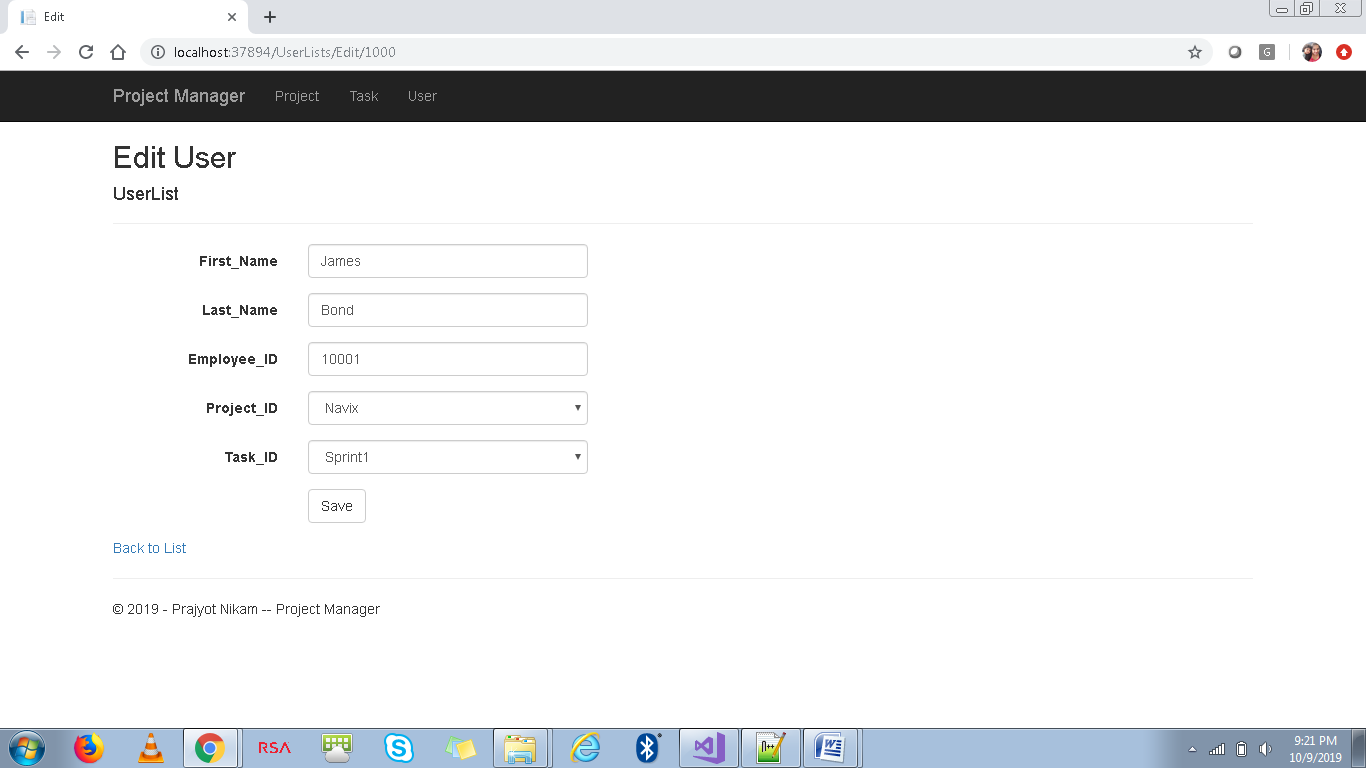 Edit
localhost:37894/UserLists/Edit/1000
G
Project Manager Project Task User
Edit User
UserList
First_Name James
Last_Name Bond
Employee_ID 10001
Project_ID Navix
Task_ID Sprint1
Save
Back to List
© 2019 - Prajyot Nikam -- Project Manager
RSA
9:21 PM
10/9/2019